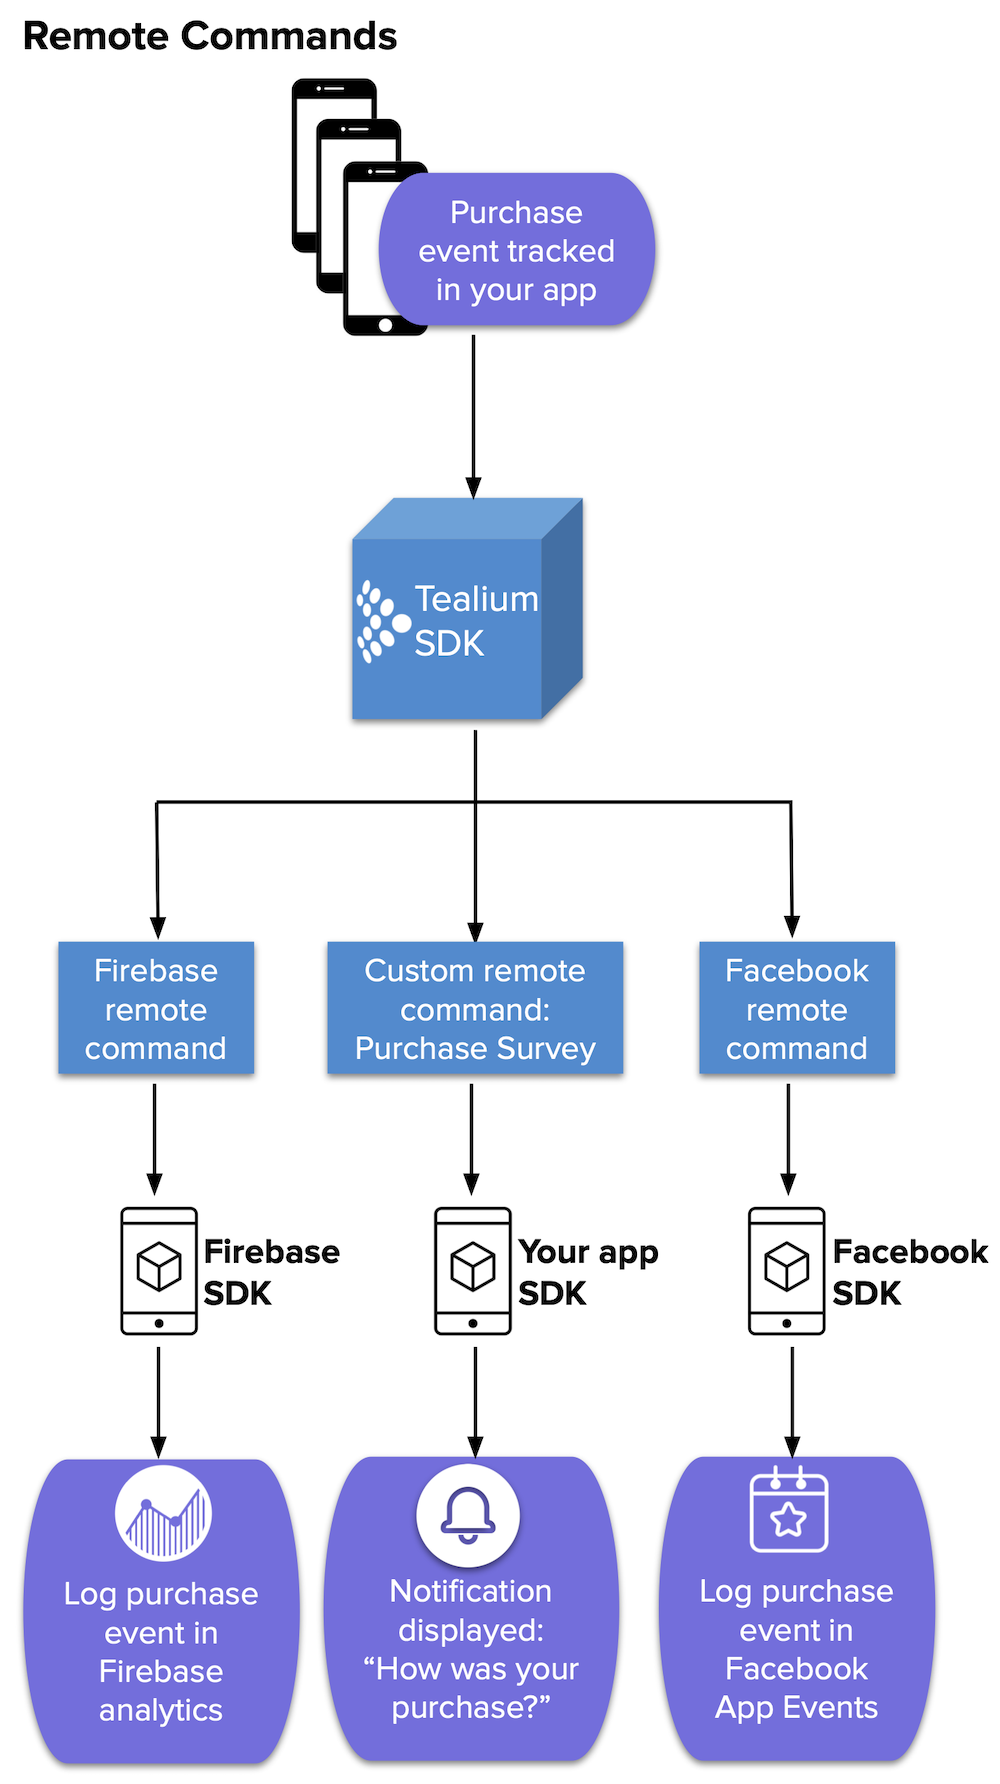 Remote Commands
Purchase
event tracked
in your app
Tealium
SDK
Firebase
remote
command
Custom remote
command:
Purchase Survey
Facebook
remote
command
Firebase
SDK
Your app
SDK
Facebook
SDK
Log purchase
event in
Firebase
analytics
Notification
displayed:
“How was your
purchase?”
Log purchase
event in
Facebook
App Events